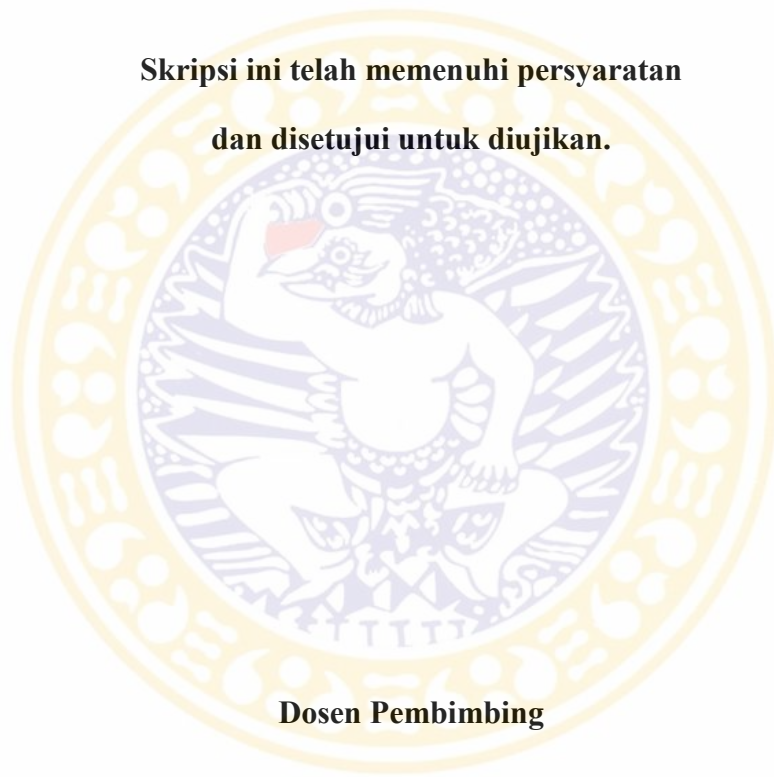 Skripsi ini telah memenuhi persyaratan
dan disetujui untuk diujikan.
Dosen Pembimbing